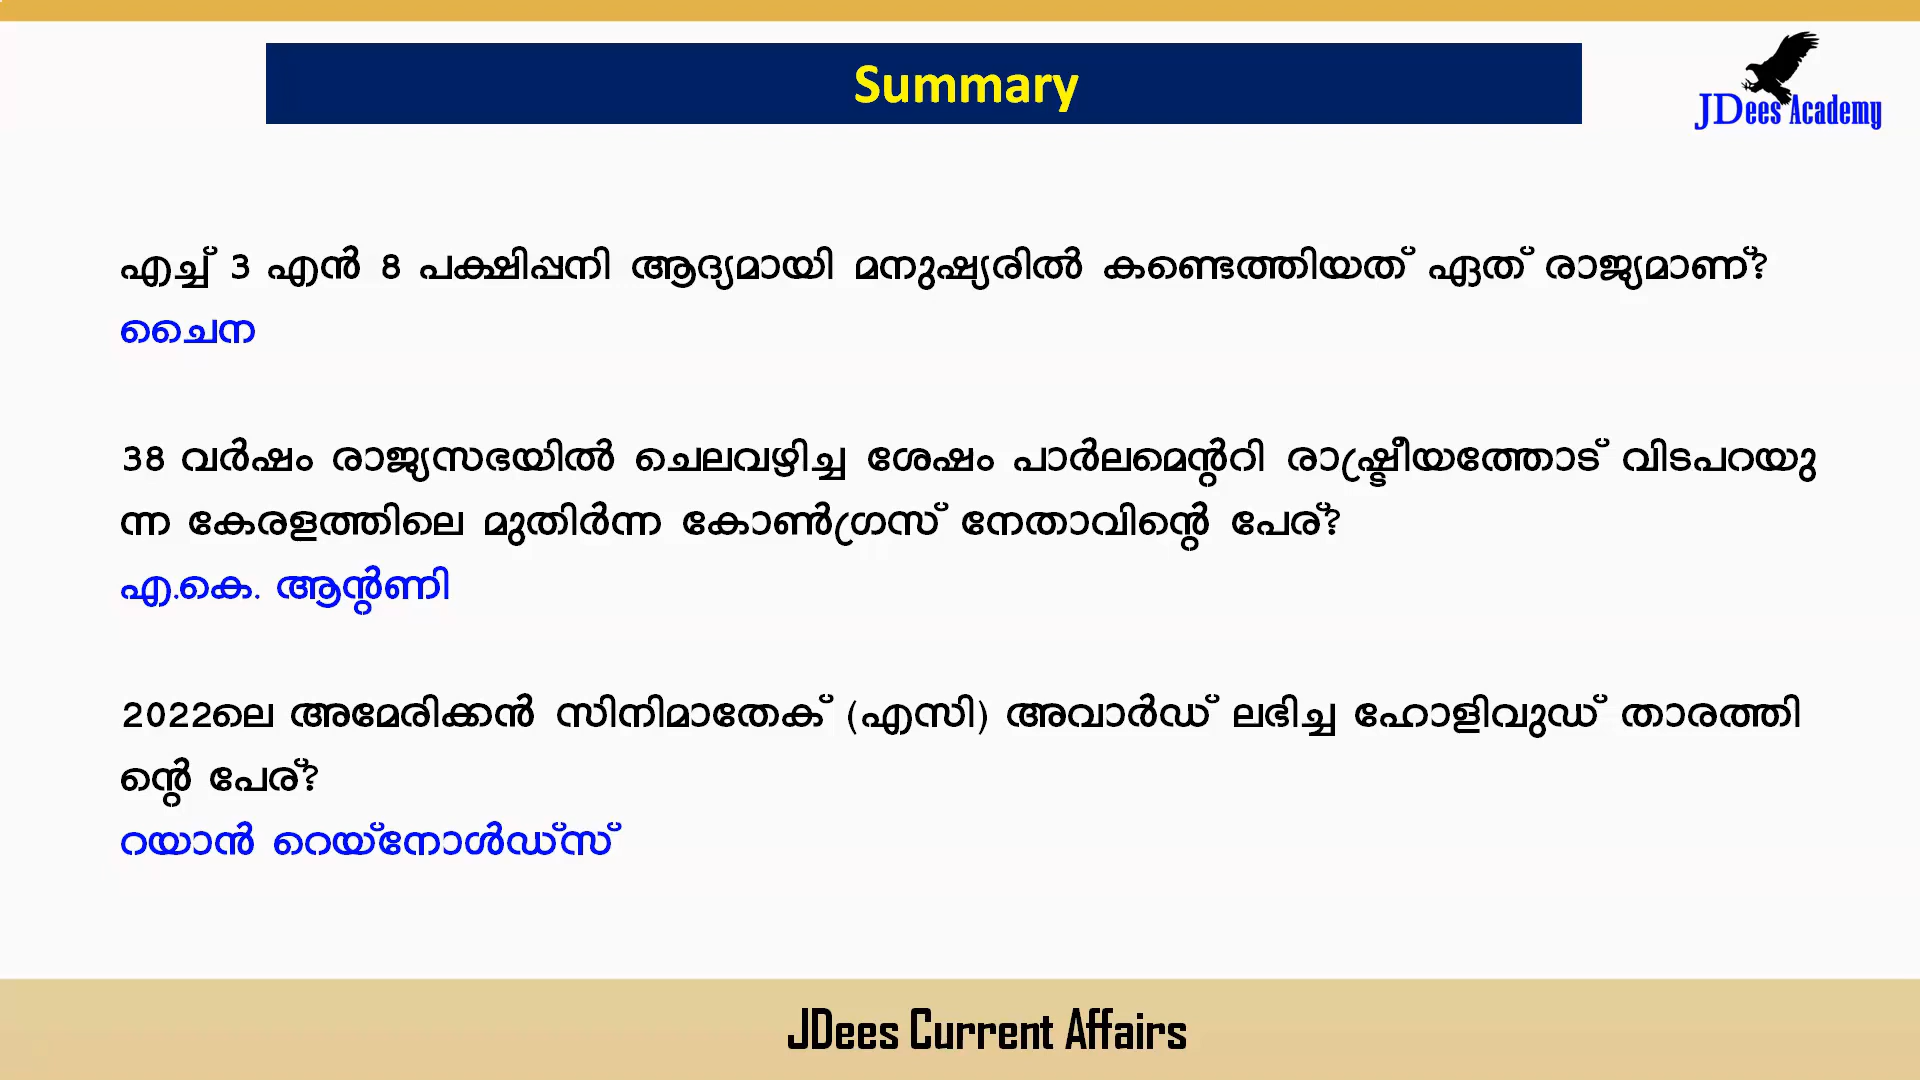 Summary
JDees Academy
എച്ച് 3 എൻ 8 പക്ഷിപ്പനി ആദ്യമായി മനുഷ്യരിൽ കണ്ടെത്തിയത് ഏത് രാജ്യമാണ്?
ചൈന
38 വർഷം രാജ്യസഭയിൽ ചെലവഴിച്ച ശേഷം പാർലമെന്ററി രാഷ്ട്രീയത്തോട് വിടപറയു
ന്ന കേരളത്തിലെ മുതിർന്ന കോൺഗ്രസ് നേതാവിന്റെ പേര്?
എ.കെ. ആന്റണി
2022ലെ അമേരിക്കൻ സിനിമാതേക് (എസി) അവാർഡ് ലഭിച്ച ഹോളിവുഡ് താരത്തി
ന്റെ പേര്?
റയാൻ റെയ്നോൾഡ്സ്
JDees Current Affairs